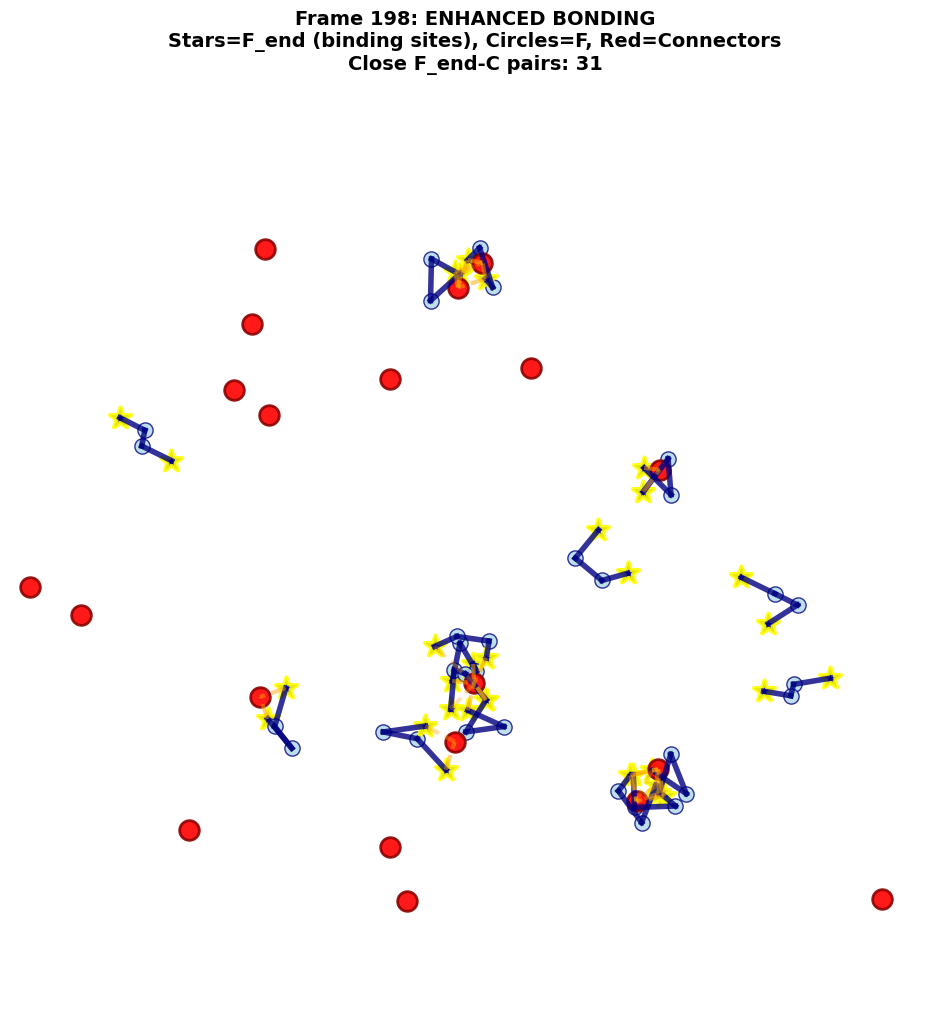 Frame 198: ENHANCED BONDING
Stars=F_end (binding sites), Circles=F, Red=Connectors
Close F_end-C pairs: 31